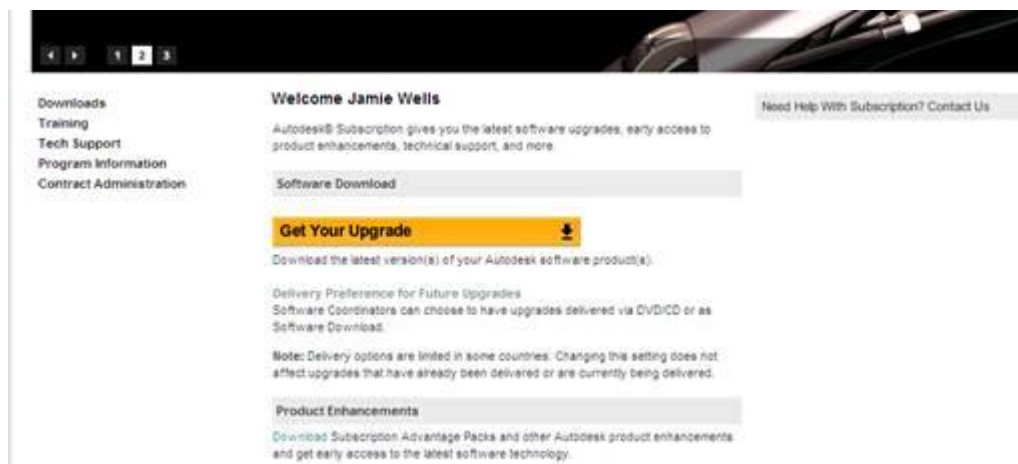 1 2 3
Downloads
Training
Tech Support
Program Information
Contract Administration
Welcome Jamie Wells
Autodesk® Subscription gives you the latest software upgrades, early access to
product enhancements, technical support, and more.
Software Download
Get Your Upgrade
Download the latest version(s) of your Autodesk software product(s).
Delivery Preference for Future Upgrades
Software Coordinators can choose to have upgrades delivered via DVD/CD or as
Software Download.
Note: Delivery options are limited in some countries. Changing this setting does not
affect upgrades that have already been delivered or are currently being delivered.
Product Enhancements
Download Subscription Advantage Packs and other Autodesk product enhancements
and get early access to the latest software technology.
Need Help With Subscription? Contact Us